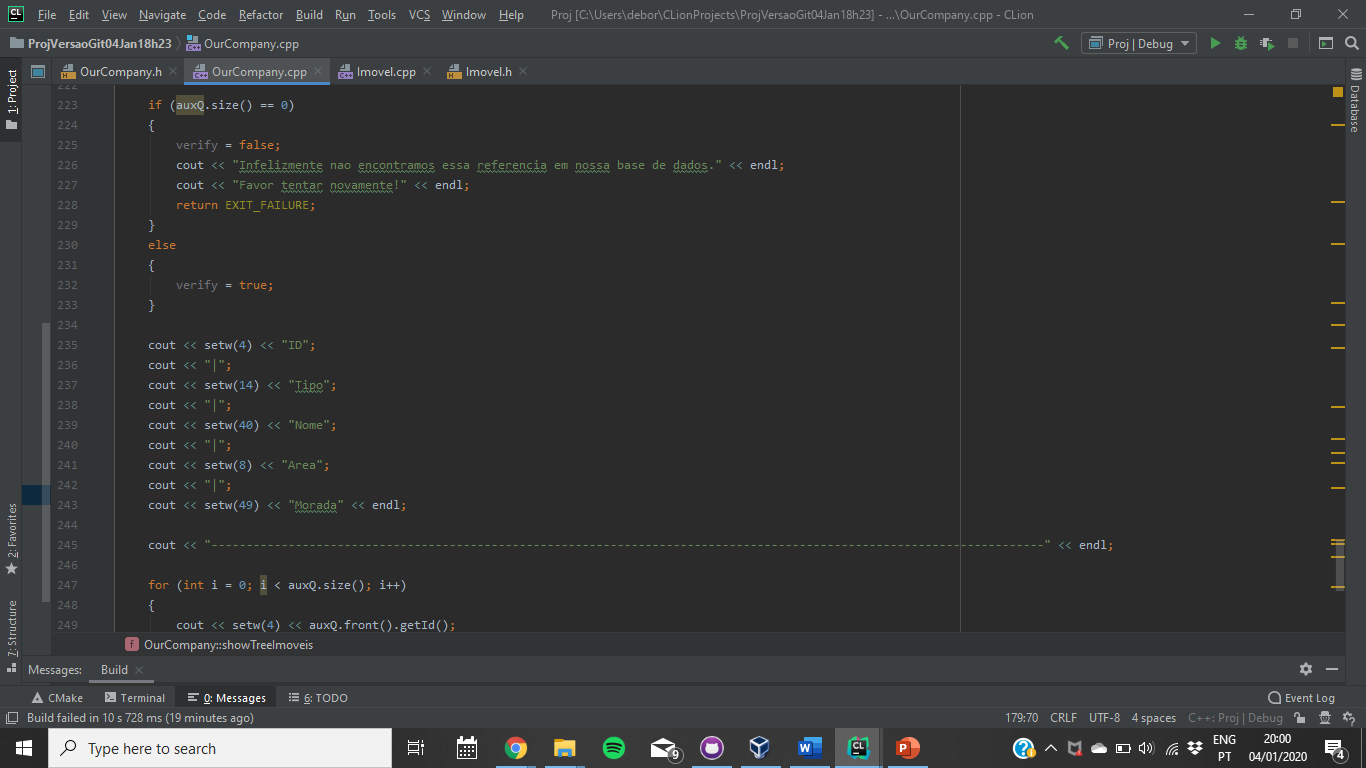 CL File Edit View Navigate Code Refactor Build Run Tools VCS Window Help Proj [C:\Users\debor\CLionProjects\ProjVersaoGit04Jan18h23] - ...\OurCompany.cpp - CLion
ProjVersaoGit04Jan18h23 OurCompany.cpp Proj | Debug
OurCompany.h OurCompany.cpp Imovel.cpp Imovel.h
1: Project
Database
222
223 if (auxQ.size() == 0)
224 {
225 verify = false;
226 cout << "Infelizmente nao encontramos essa referencia em nossa base de dados." << endl;
227 cout << "Favor tentar novamente!" << endl;
228 return EXIT_FAILURE;
229 }
230 else
231 {
232 verify = true;
233 }
234
235 cout << setw(4) << "ID";
236 cout << "|";
237 cout << setw(14) << "Tipo";
238 cout << "|";
239 cout << setw(40) << "Nome";
240 cout << "|";
241 cout << setw(8) << "Area";
242 cout << "|";
243 cout << setw(49) << "Morada" << endl;
244
245 cout << "-----------------------------------------------------------------------------------------------------------------------" << endl;
246
247 for (int i = 0; i < auxQ.size(); i++)
248 {
249 cout << setw(4) << auxQ.front().getId();
2: Favorites
7: Structure
f OurCompany::showTreeImoveis
Messages: Build
CMake Terminal 0: Messages 6: TODO Event Log
Build failed in 10 s 728 ms (19 minutes ago) 179:70 CRLF UTF-8 4 spaces C++: Proj | Debug
Type here to search 9 W CL P ? ENG PT 20:00 04/01/2020 4